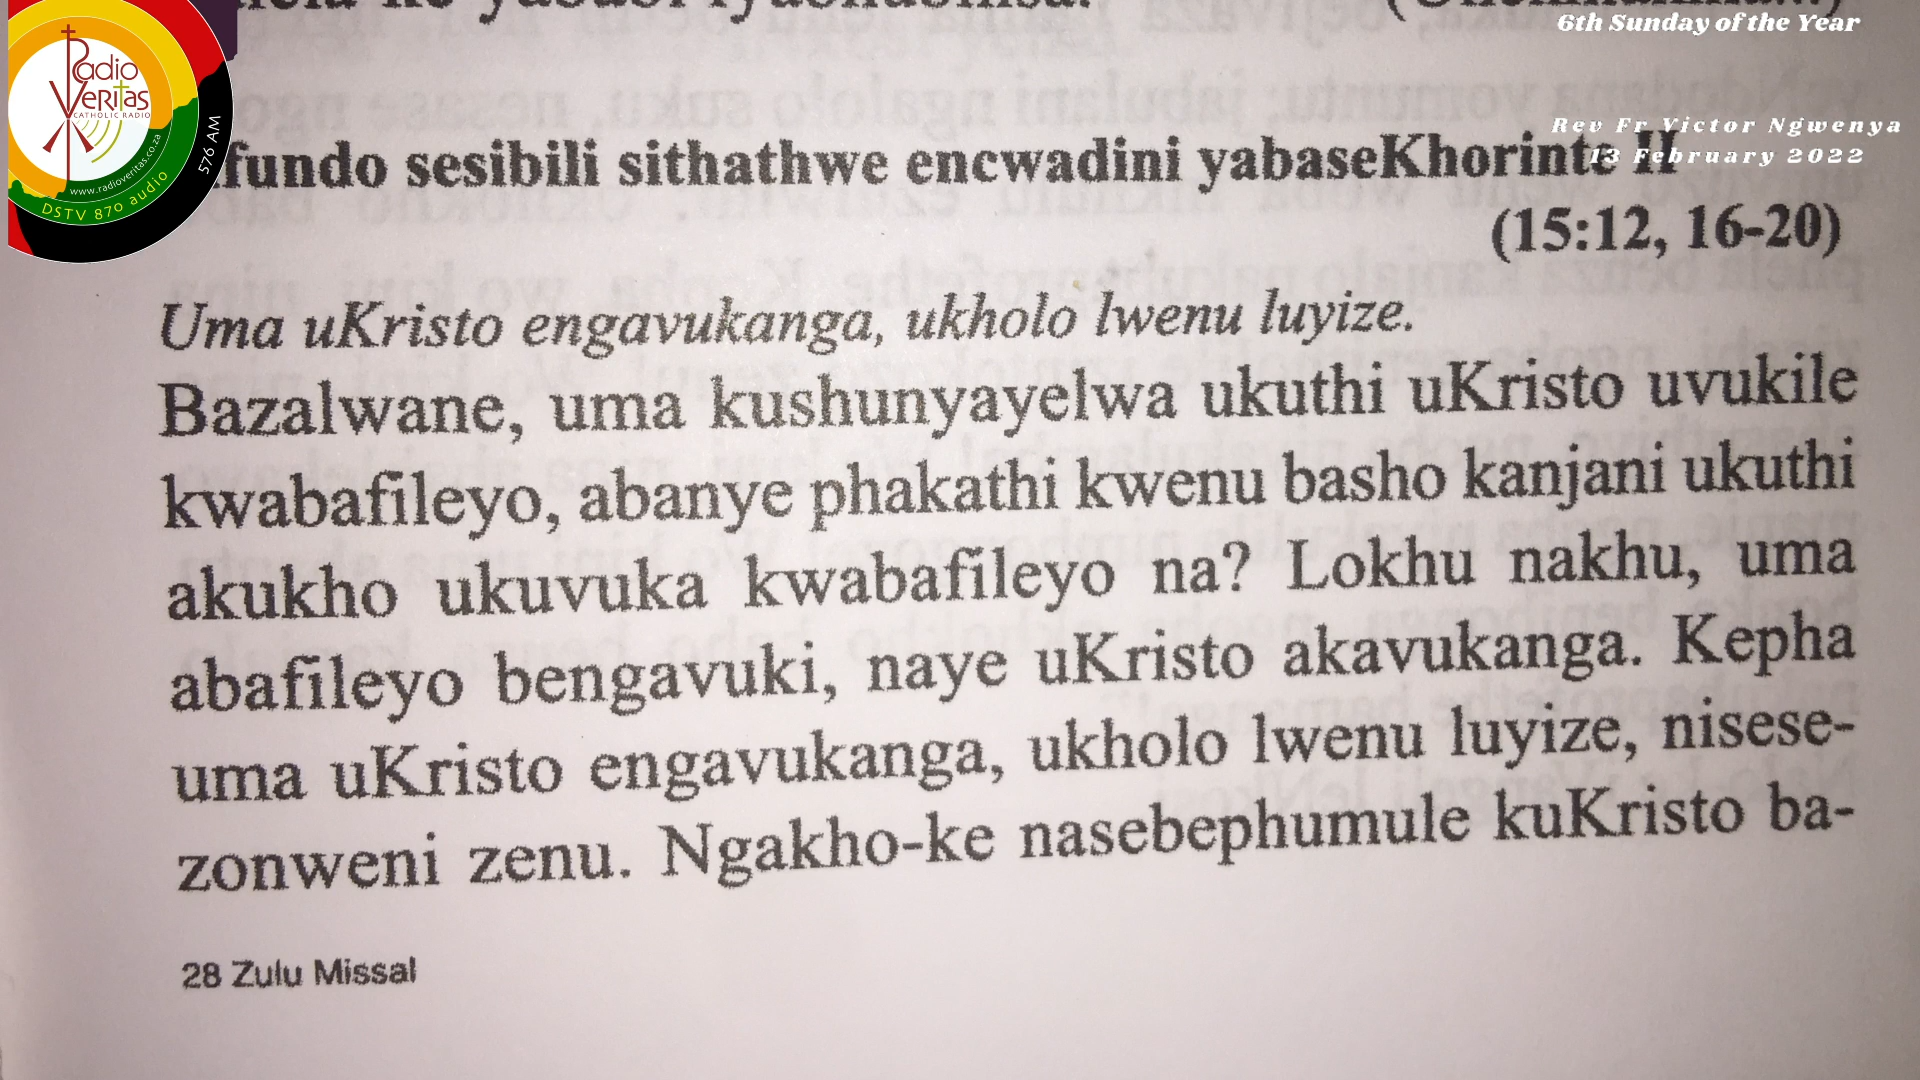 6th Sunday of the Year
Radio
Veritas
CATHOLIC RADIO
www.radioveritas.co.za
DSTV 870 audio
576 AM
Rev Fr Victor Ngwenya
13 February 2022
fundo sesibili sithathwe encwadini yabaseKhorinte II
(15:12, 16-20)
Uma uKristo engavukanga, ukholo lwenu luyize.
Bazalwane, uma kushunyayelwa ukuthi uKristo uvukile
kwabafileyo, abanye phakathi kwenu basho kanjani ukuthi
akukho ukuvuka kwabafileyo na? Lokhu nakhu, uma
abafileyo bengavuki, naye uKristo akavukanga. Kepha
uma uKristo engavukanga, ukholo lwenu luyize, nisese-
zonweni zenu. Ngakho-ke nasebephumule kuKristo ba-
28 Zulu Missal